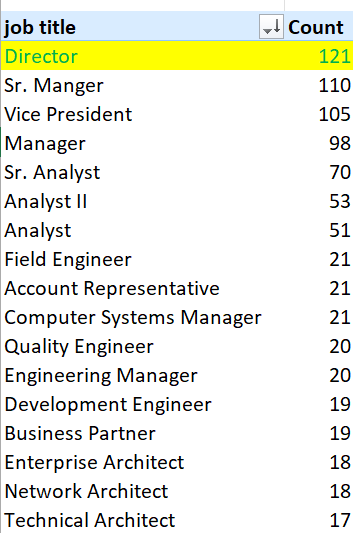 job title Count
Director 121
Sr. Manger 110
Vice President 105
Manager 98
Sr. Analyst 70
Analyst II 53
Analyst 51
Field Engineer 21
Account Representative 21
Computer Systems Manager 21
Quality Engineer 20
Engineering Manager 20
Development Engineer 19
Business Partner 19
Enterprise Architect 18
Network Architect 18
Technical Architect 17